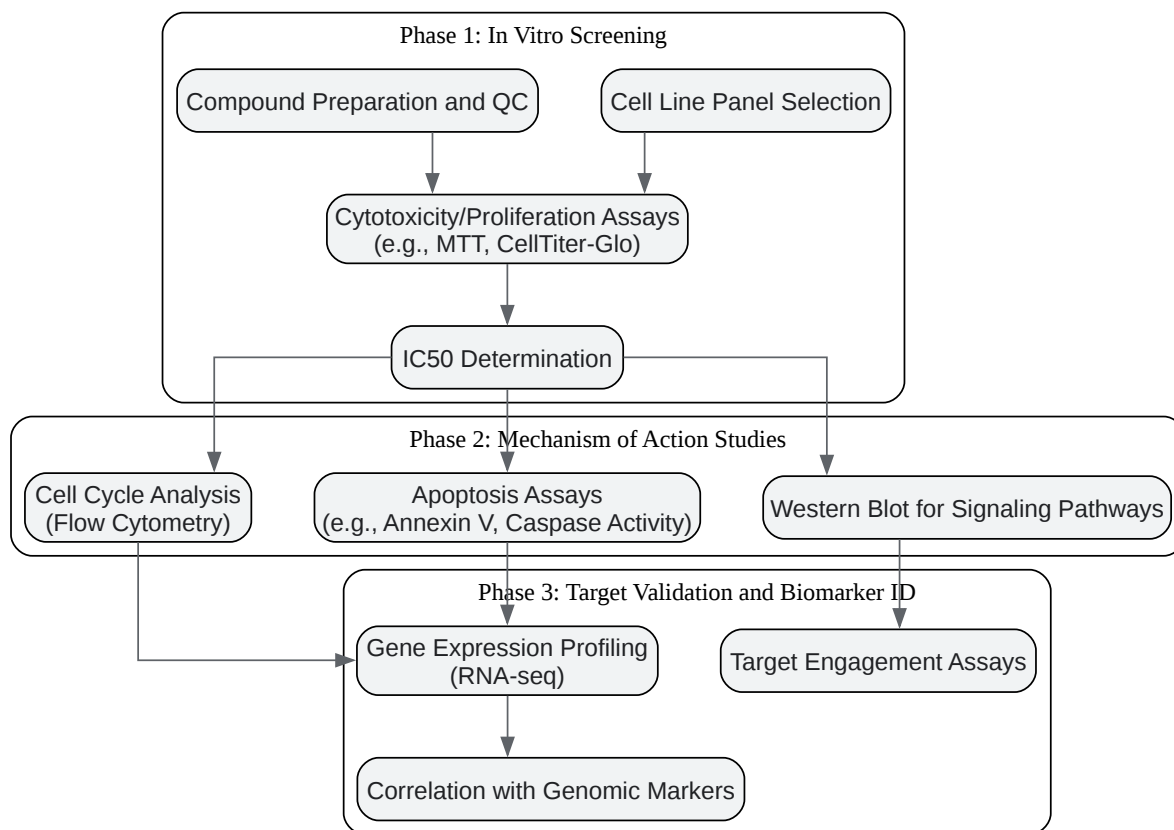 Phase 1: In Vitro Screening
Compound Preparation and QC
Cell Line Panel Selection
Cytotoxicity/Proliferation Assays
(e.g., MTT, CellTiter-Glo)
IC50 Determination
Phase 2: Mechanism of Action Studies
Cell Cycle Analysis
(Flow Cytometry)
Apoptosis Assays
(e.g., Annexin V, Caspase Activity)
Western Blot for Signaling Pathways
Phase 3: Target Validation and Biomarker ID
Gene Expression Profiling
(RNA-seq)
Target Engagement Assays
Correlation with Genomic Markers